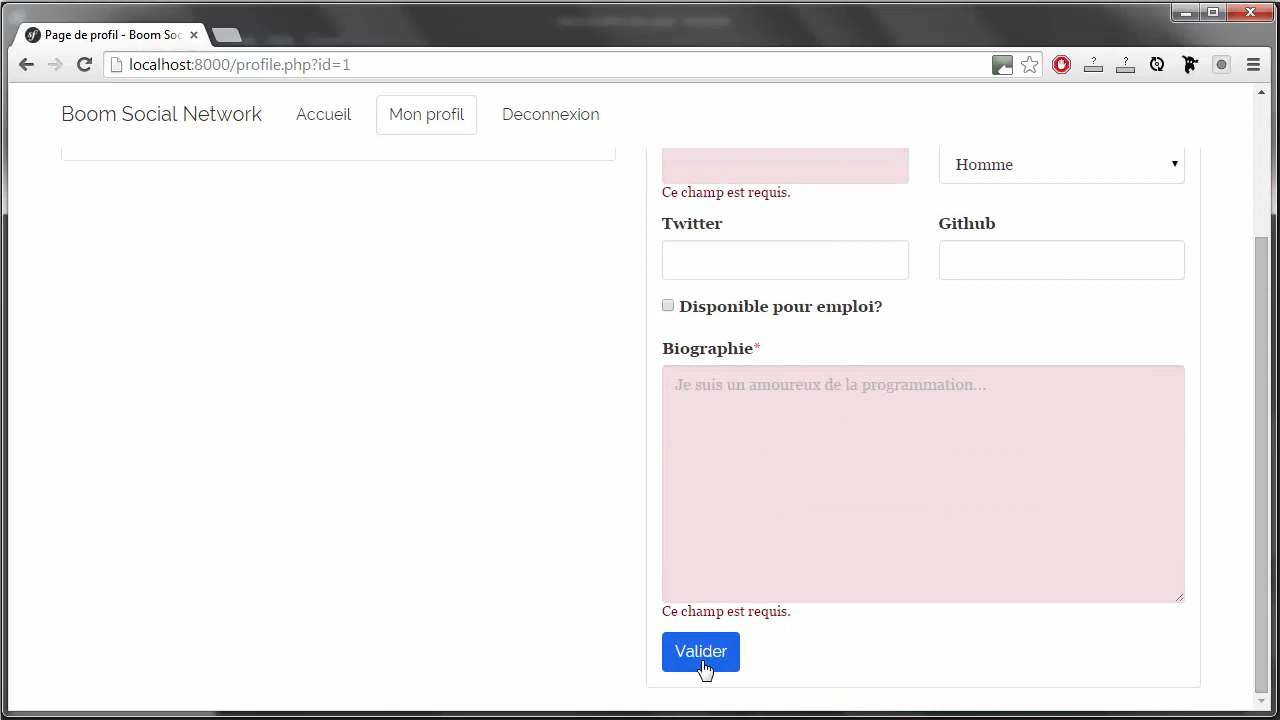 Page de profil - Boom Soc
localhost:8000/profile.php?id=1
Boom Social Network Accueil Mon profil Deconnexion
Homme
Ce champ est requis.
Twitter Github
Disponible pour emploi?
Biographie*
Je suis un amoureux de la programmation...
Ce champ est requis.
Valider